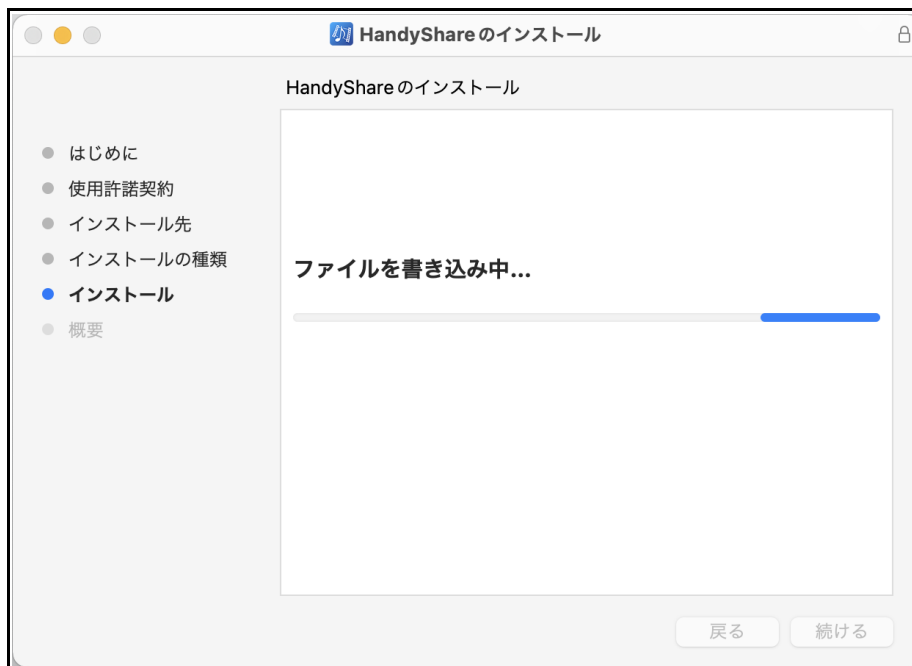 HandyShareのインストール
HandyShareのインストール
はじめに
使用許諾契約
インストール先
インストールの種類
インストール
概要
ファイルを書き込み中...
戻る
続ける